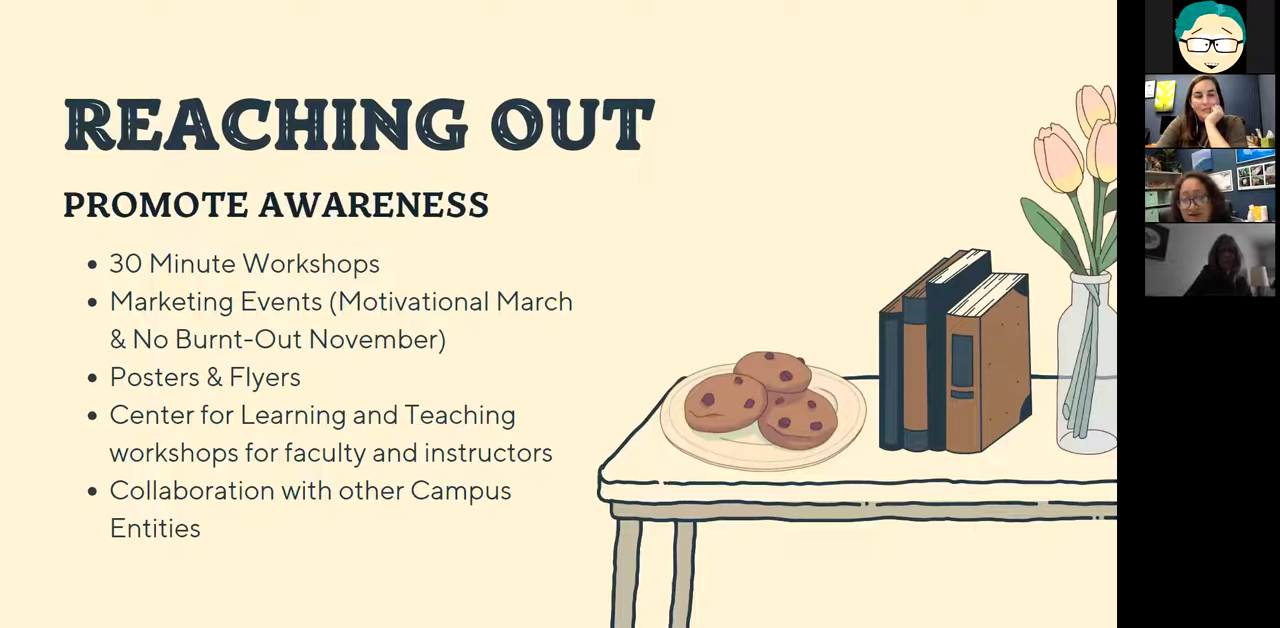 REACHING OUT
PROMOTE AWARENESS
• 30 Minute Workshops
• Marketing Events (Motivational March
& No Burnt-Out November)
• Posters & Flyers
• Center for Learning and Teaching
workshops for faculty and instructors
• Collaboration with other Campus
Entities